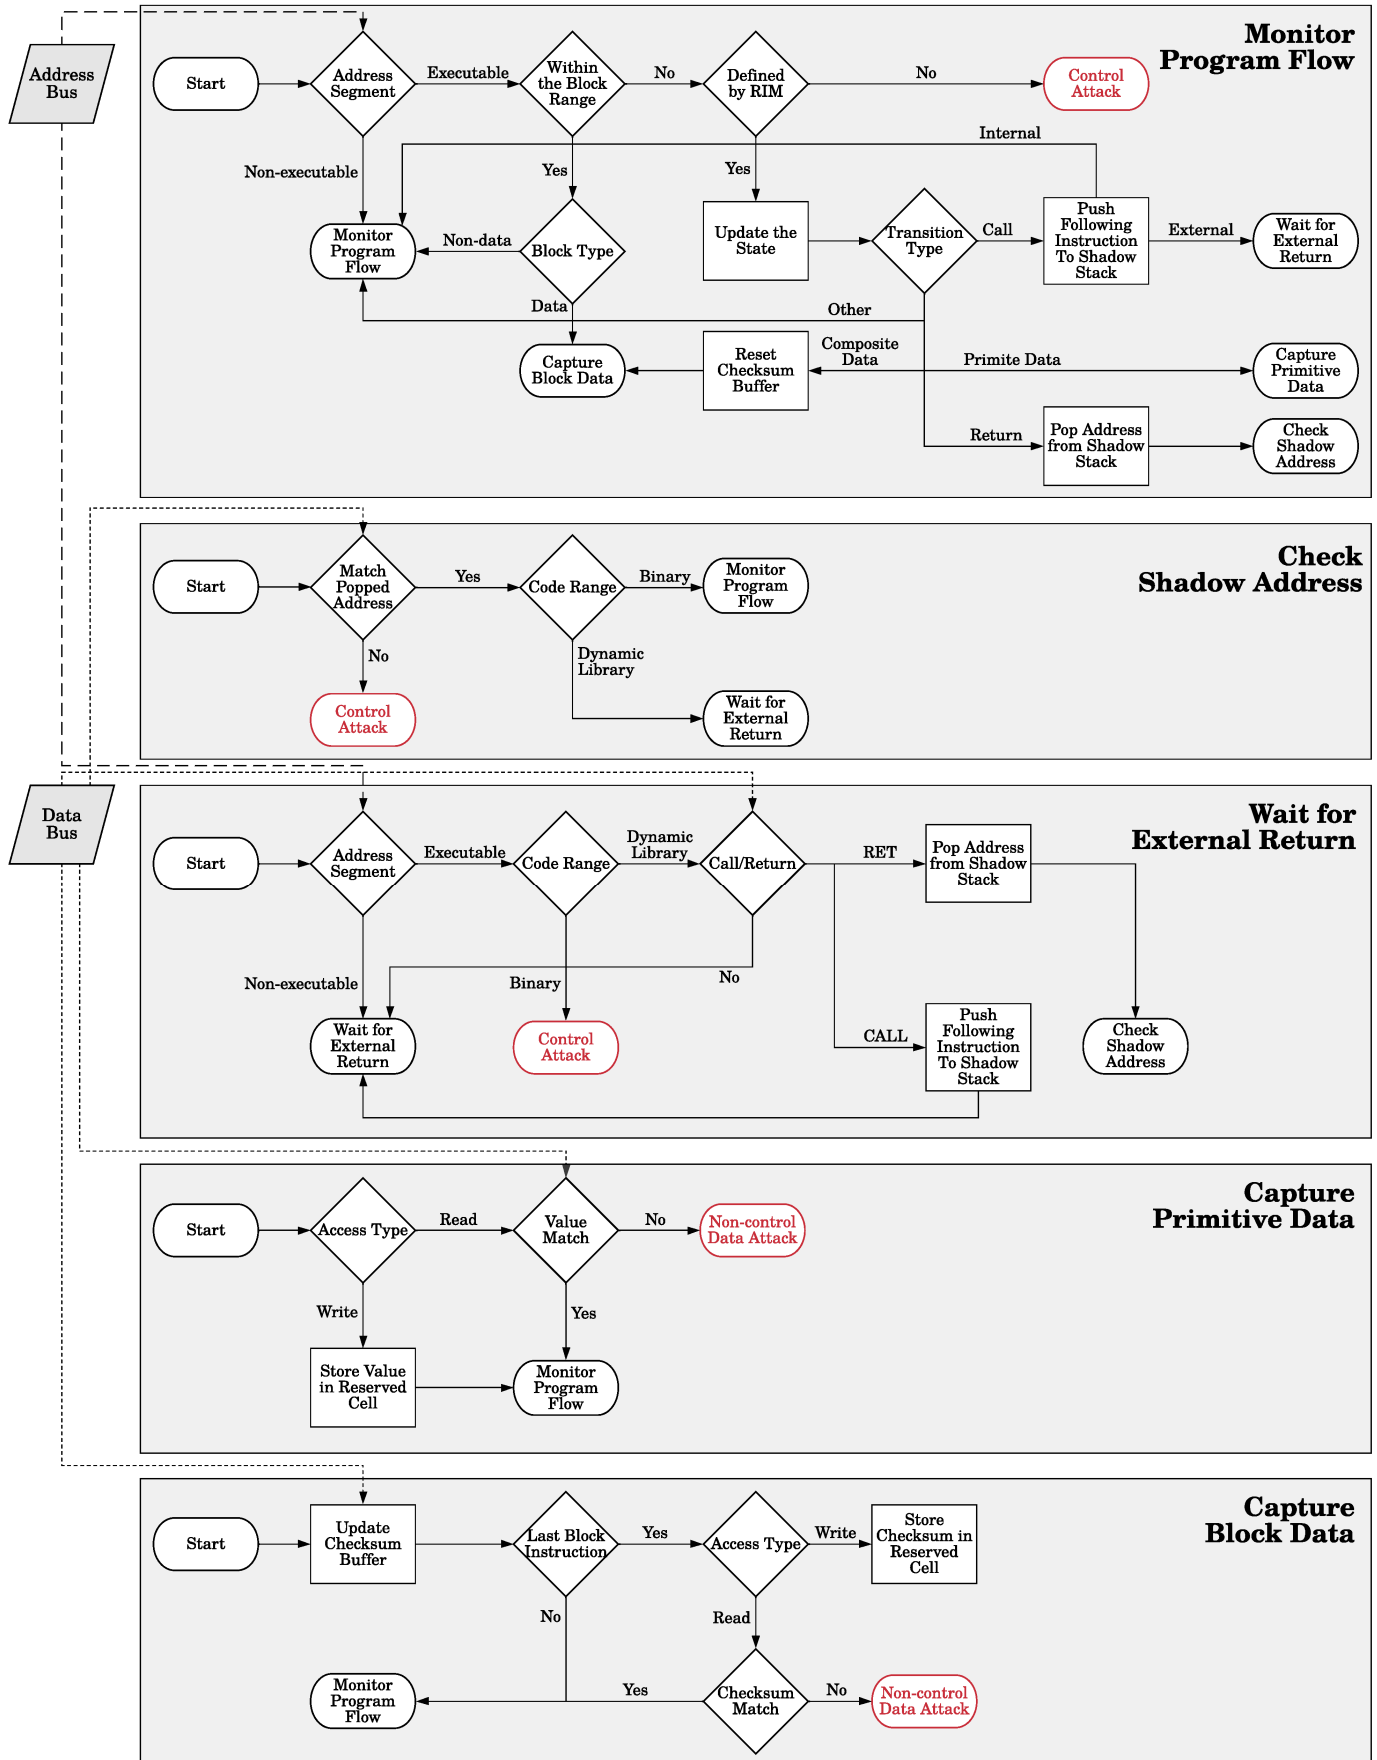 Monitor
Program Flow
Address
Bus
Start
Address
Segment
Executable
Within
the Block
Range
No
Defined
by RIM
No
Control
Attack
Internal
Non-executable
Yes
Yes
Monitor
Program
Flow
Non-data
Block Type
Update the
State
Transition
Type
Call
Push
Following
Instruction
To Shadow
Stack
External
Wait for
External
Return
Data
Other
Capture
Block Data
Reset
Checksum
Buffer
Composite
Data
Primite Data
Capture
Primitive
Data
Return
Pop Address
from Shadow
Stack
Check
Shadow
Address
Check
Shadow Address
Start
Match
Popped
Address
Yes
Code Range
Binary
Monitor
Program
Flow
No
Dynamic
Library
Control
Attack
Wait for
External
Return
Data
Bus
Wait for
External Return
Start
Address
Segment
Executable
Code Range
Dynamic
Library
Call/Return
RET
Pop Address
from Shadow
Stack
Non-executable
Binary
No
Wait for
External
Return
Control
Attack
CALL
Push
Following
Instruction
To Shadow
Stack
Check
Shadow
Address
Capture
Primitive Data
Start
Access Type
Read
Value
Match
No
Non-control
Data Attack
Write
Yes
Store Value
in Reserved
Cell
Monitor
Program
Flow
Capture
Block Data
Start
Update
Checksum
Buffer
Last Block
Instruction
Yes
Access Type
Write
Store
Checksum in
Reserved
Cell
No
Read
Monitor
Program
Flow
Yes
Checksum
Match
No
Non-control
Data Attack